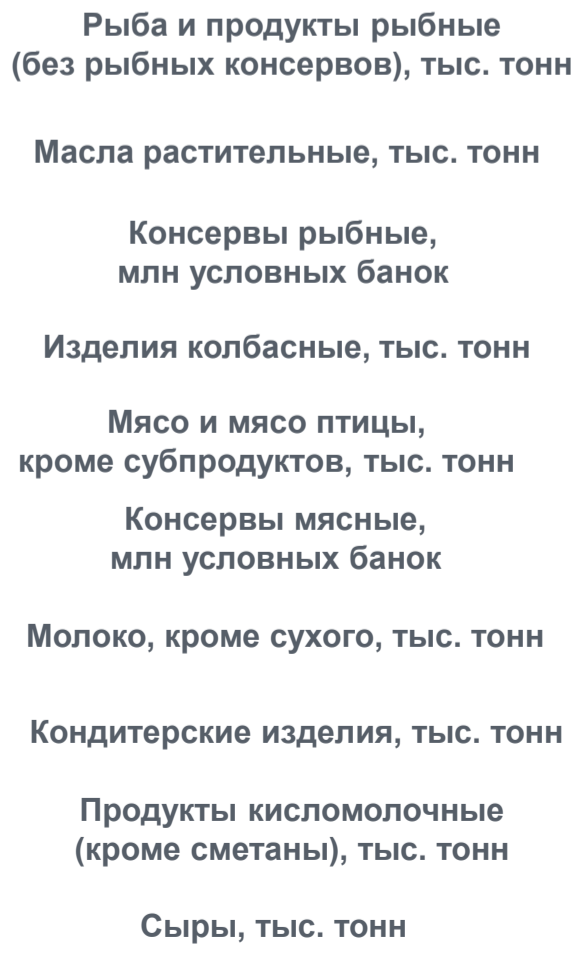 Рыба и продукты рыбные
(без рыбных консервов), тыс. тонн
Масла растительные, тыс. тонн
Консервы рыбные,
млн условных банок
Изделия колбасные, тыс. тонн
Мясо и мясо птицы,
кроме субпродуктов, тыс. тонн
Консервы мясные,
млн условных банок
Молоко, кроме сухого, тыс. тонн
Кондитерские изделия, тыс. тонн
Продукты кисломолочные
(кроме сметаны), тыс. тонн
Сыры, тыс. тонн